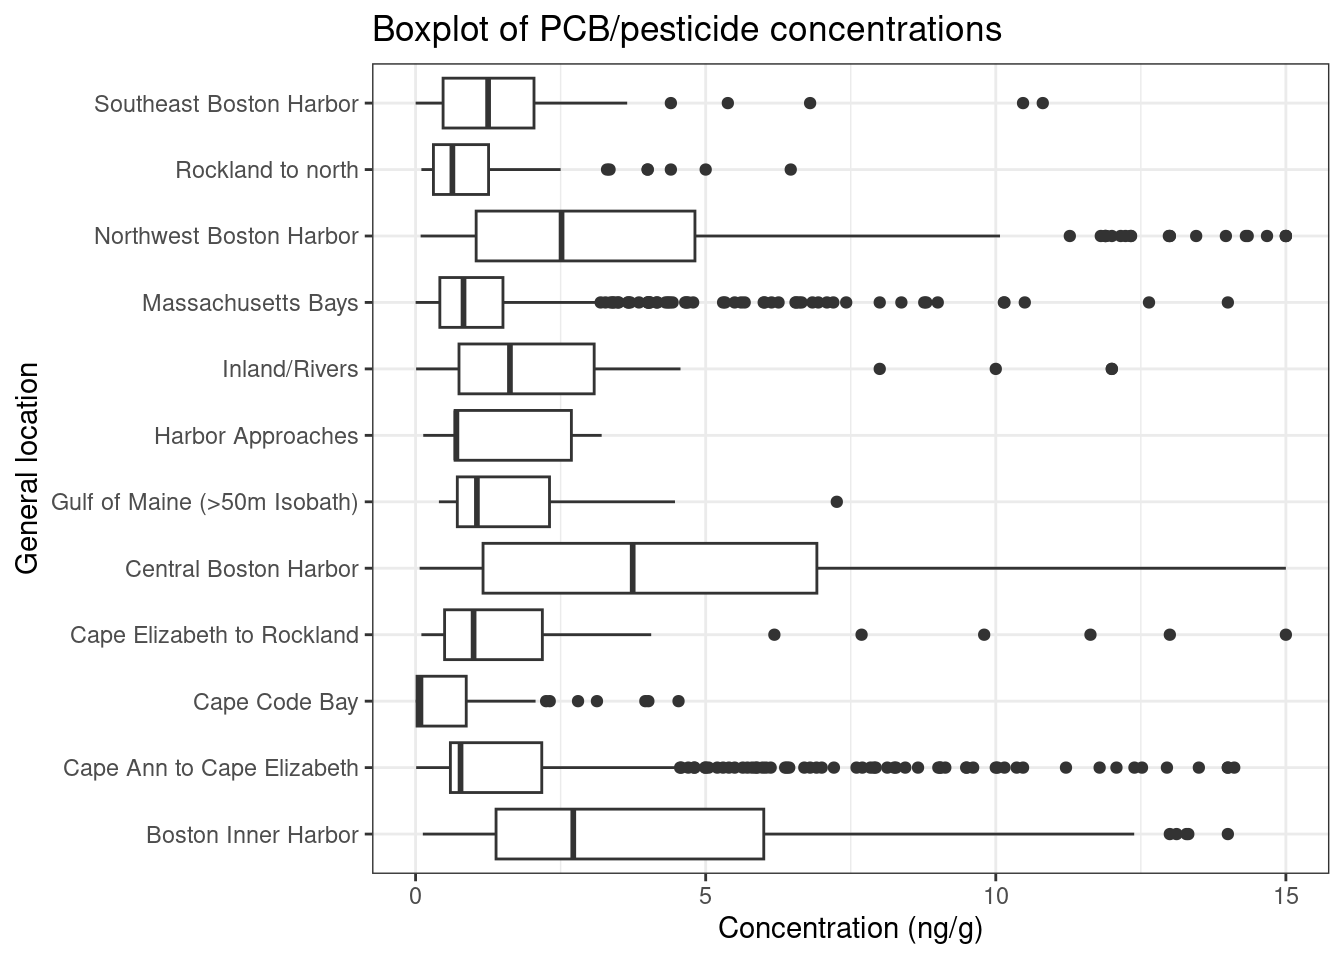 Boxplot of PCB/pesticide concentrations
General location
Southeast Boston Harbor
Rockland to north
Northwest Boston Harbor
Massachusetts Bays
Inland/Rivers
Harbor Approaches
Gulf of Maine (>50m Isobath)
Central Boston Harbor
Cape Elizabeth to Rockland
Cape Code Bay
Cape Ann to Cape Elizabeth
Boston Inner Harbor
0 5 10 15
Concentration (ng/g)